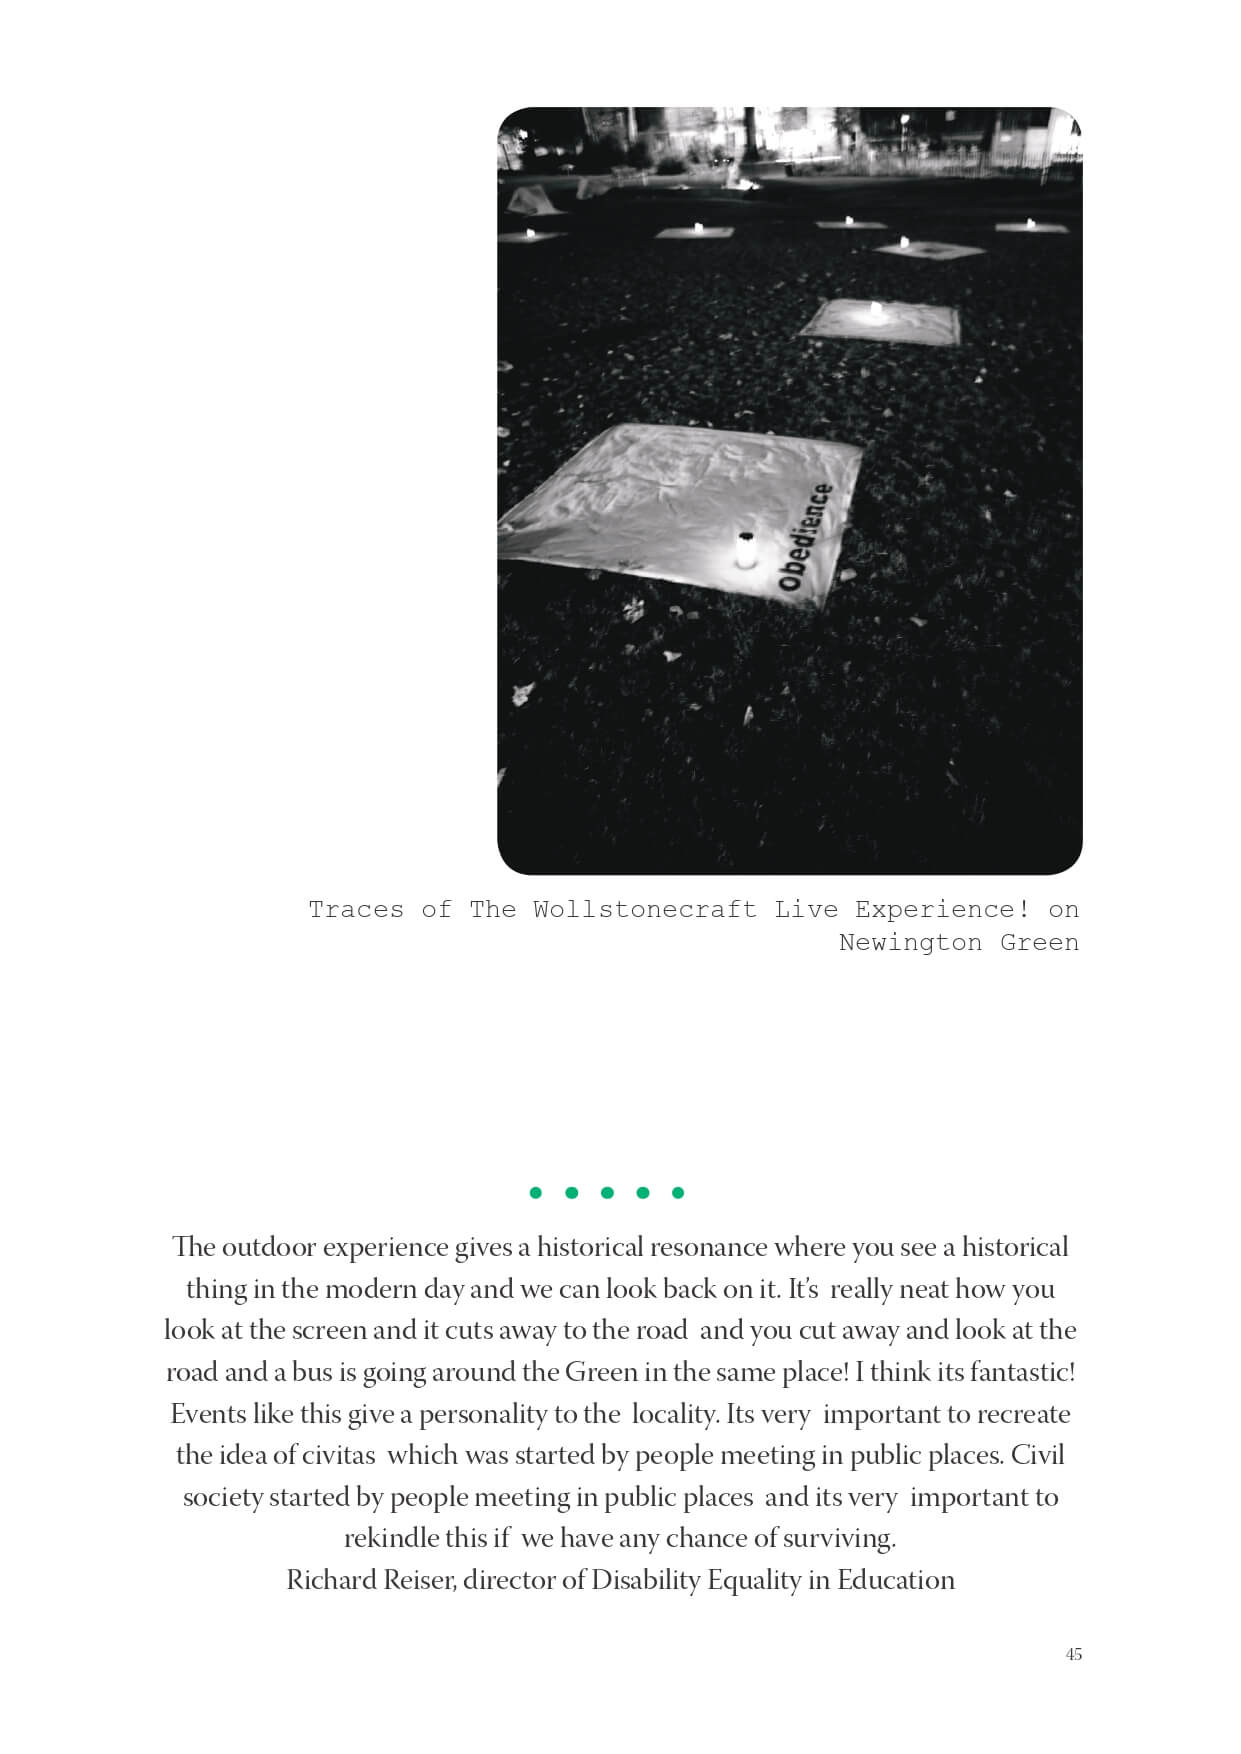 obedience
Traces of The Wollstonecraft Live Experience! on
Newington Green
The outdoor experience gives a historical resonance where you see a historical
thing in the modern day and we can look back on it. It’s  really neat how you
look at the screen and it cuts away to the road  and you cut away and look at the
road and a bus is going around the Green in the same place! I think its fantastic!
Events like this give a personality to the  locality. Its very  important to recreate
the idea of civitas  which was started by people meeting in public places. Civil
society started by people meeting in public places  and its very  important to
rekindle this if  we have any chance of surviving.
Richard Reiser, director of Disability Equality in Education
45